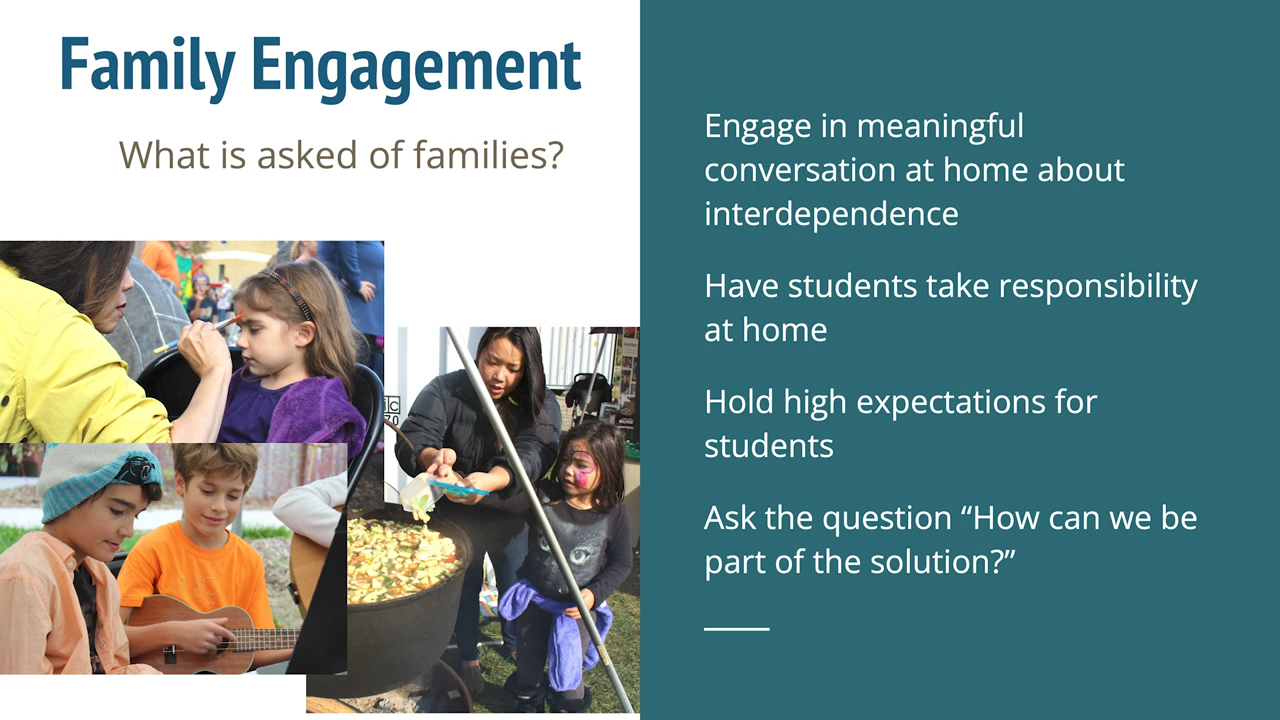 Family Engagement
What is asked of families?
Engage in meaningful
conversation at home about
interdependence
Have students take responsibility
at home
Hold high expectations for
students
Ask the question “How can we be
part of the solution?”